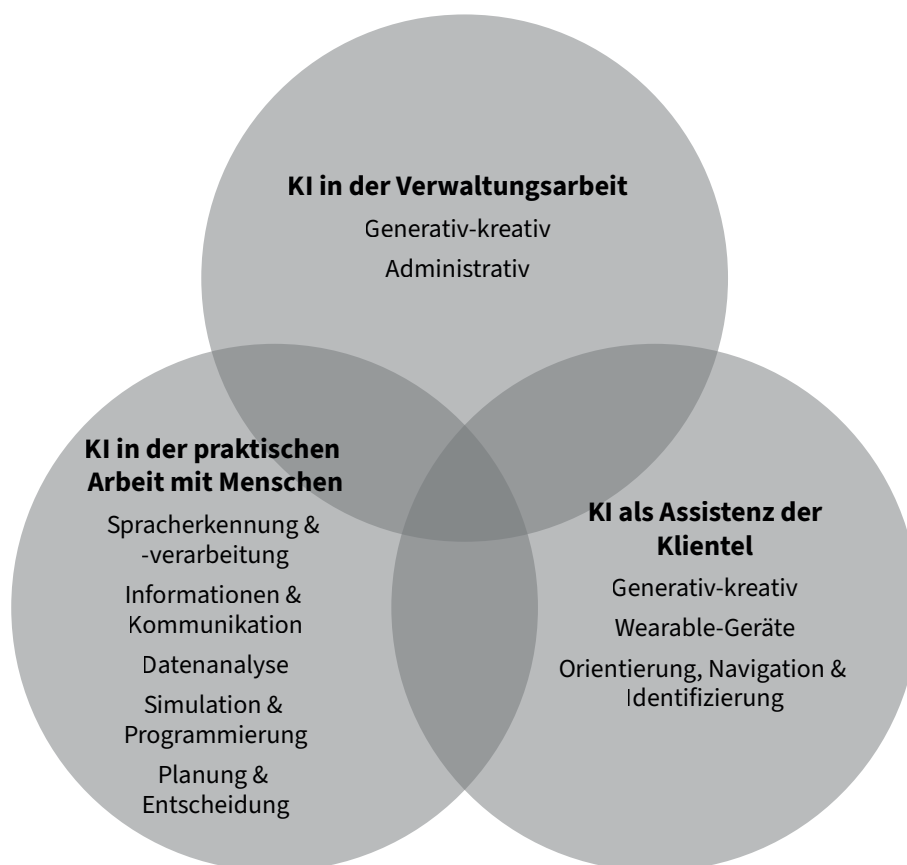 KI in der Verwaltungsarbeit
Generativ-kreativ
Administrativ
KI in der praktischen
Arbeit mit Menschen
Spracherkennung &
-verarbeitung
Informationen &
Kommunikation
Datenanalyse
Simulation &
Programmierung
Planung &
Entscheidung
KI als Assistenz der
Klientel
Generativ-kreativ
Wearable-Geräte
Orientierung, Navigation &
Identifizierung